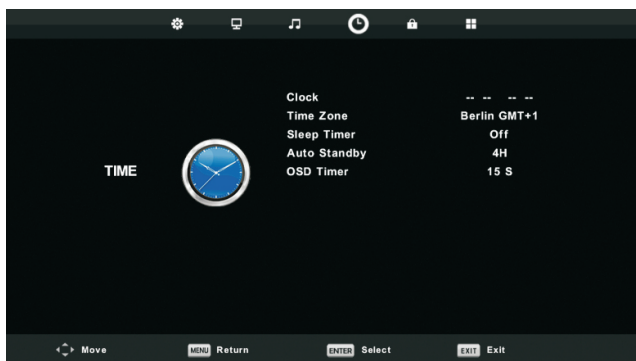 Clock -- -- -- --
Time Zone Berlin GMT+1
Sleep Timer Off
Auto Standby 4H
TIME
OSD Timer 15 S
Move MENU Return ENTER Select EXIT Exit